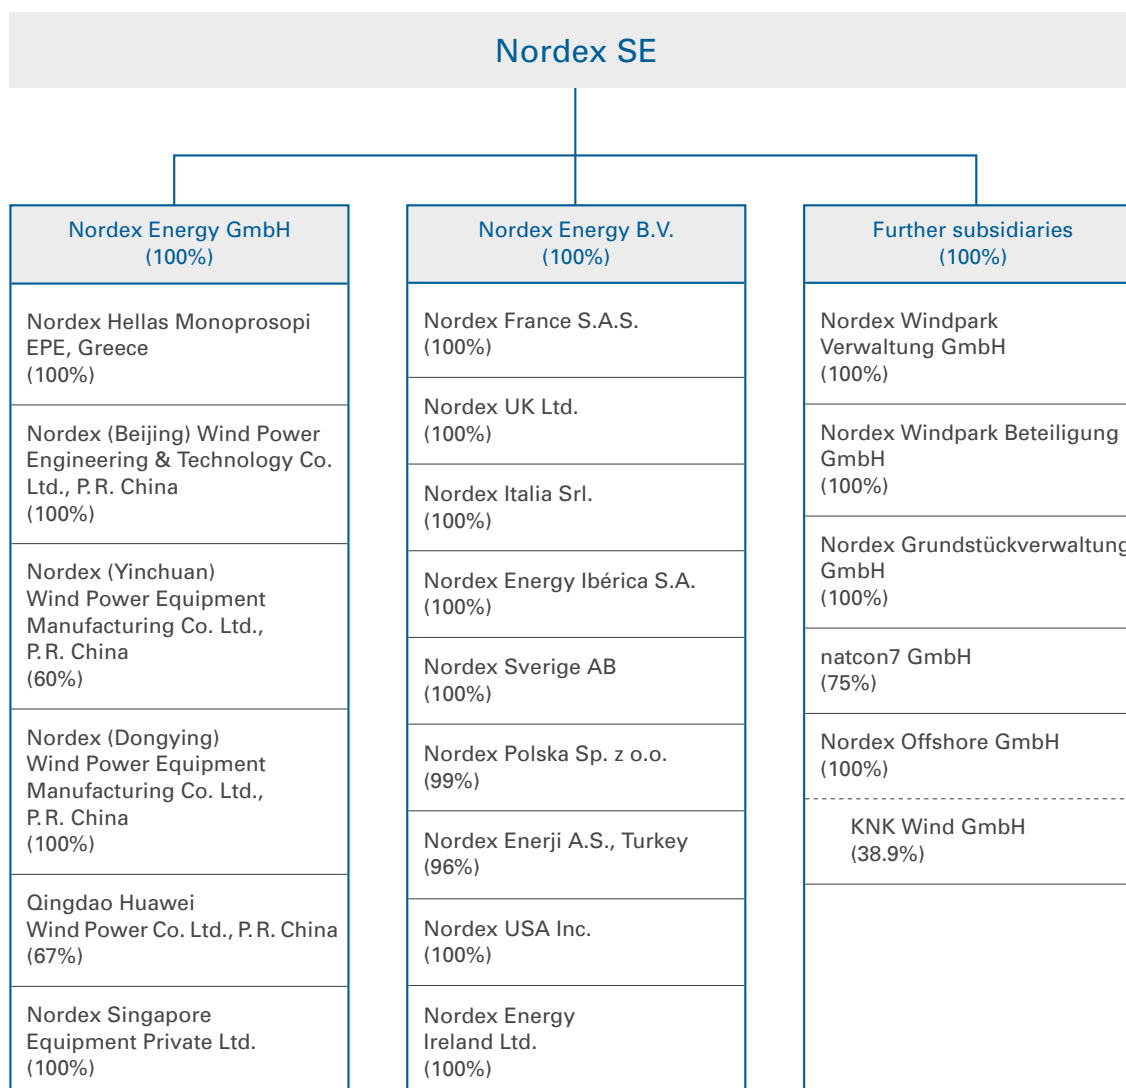 Nordex SE
Nordex Energy GmbH
(100%)
Nordex Hellas Monoprosopi
EPE, Greece
(100%)
Nordex (Beijing) Wind Power
Engineering & Technology Co.
Ltd., P.R. China
(100%)
Nordex (Yinchuan)
Wind Power Equipment
Manufacturing Co. Ltd.,
P.R. China
(60%)
Nordex (Dongying)
Wind Power Equipment
Manufacturing Co. Ltd.,
P.R. China
(100%)
Qingdao Huawei
Wind Power Co. Ltd., P.R. China
(67%)
Nordex Singapore
Equipment Private Ltd.
(100%)
Nordex Energy B.V.
(100%)
Nordex France S.A.S.
(100%)
Nordex UK Ltd.
(100%)
Nordex Italia Srl.
(100%)
Nordex Energy Ibérica S.A.
(100%)
Nordex Sverige AB
(100%)
Nordex Polska Sp. z o.o.
(99%)
Nordex Enerji A.S., Turkey
(96%)
Nordex USA Inc.
(100%)
Nordex Energy
Ireland Ltd.
(100%)
Further subsidiaries
(100%)
Nordex Windpark
Verwaltung GmbH
(100%)
Nordex Windpark Beteiligung
GmbH
(100%)
Nordex Grundstückverwaltung
GmbH
(100%)
natcon7 GmbH
(75%)
Nordex Offshore GmbH
(100%)
KNK Wind GmbH
(38.9%)